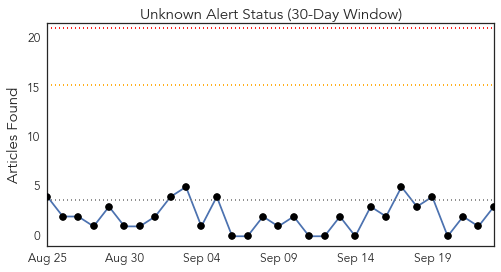 Unknown Alert Status (30-Day Window)
Articles Found
20
15
10
5
0
Aug 25
Aug 30
Sep 04
Sep 09
Sep 14
Sep 19